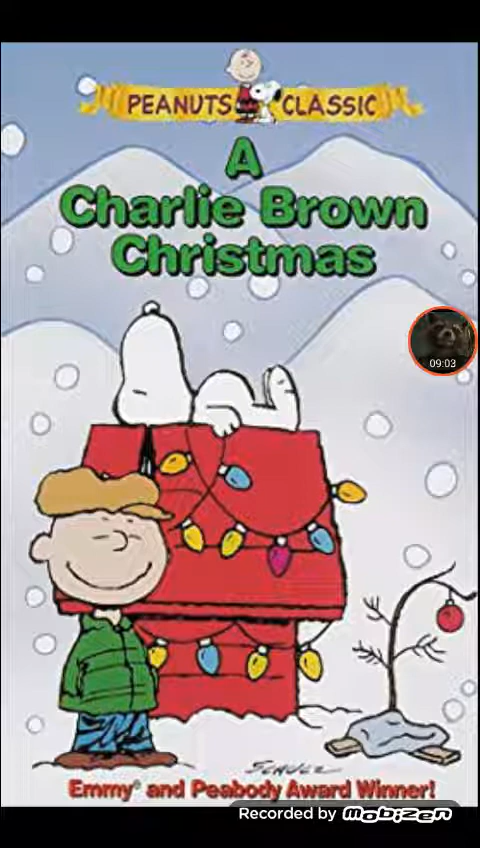 PEANUTS CLASSIC
A
Charlie Brown
Christmas
09:03
SCHULZ
Emmy® and Peabody Award Winner!
Recorded by mobizen